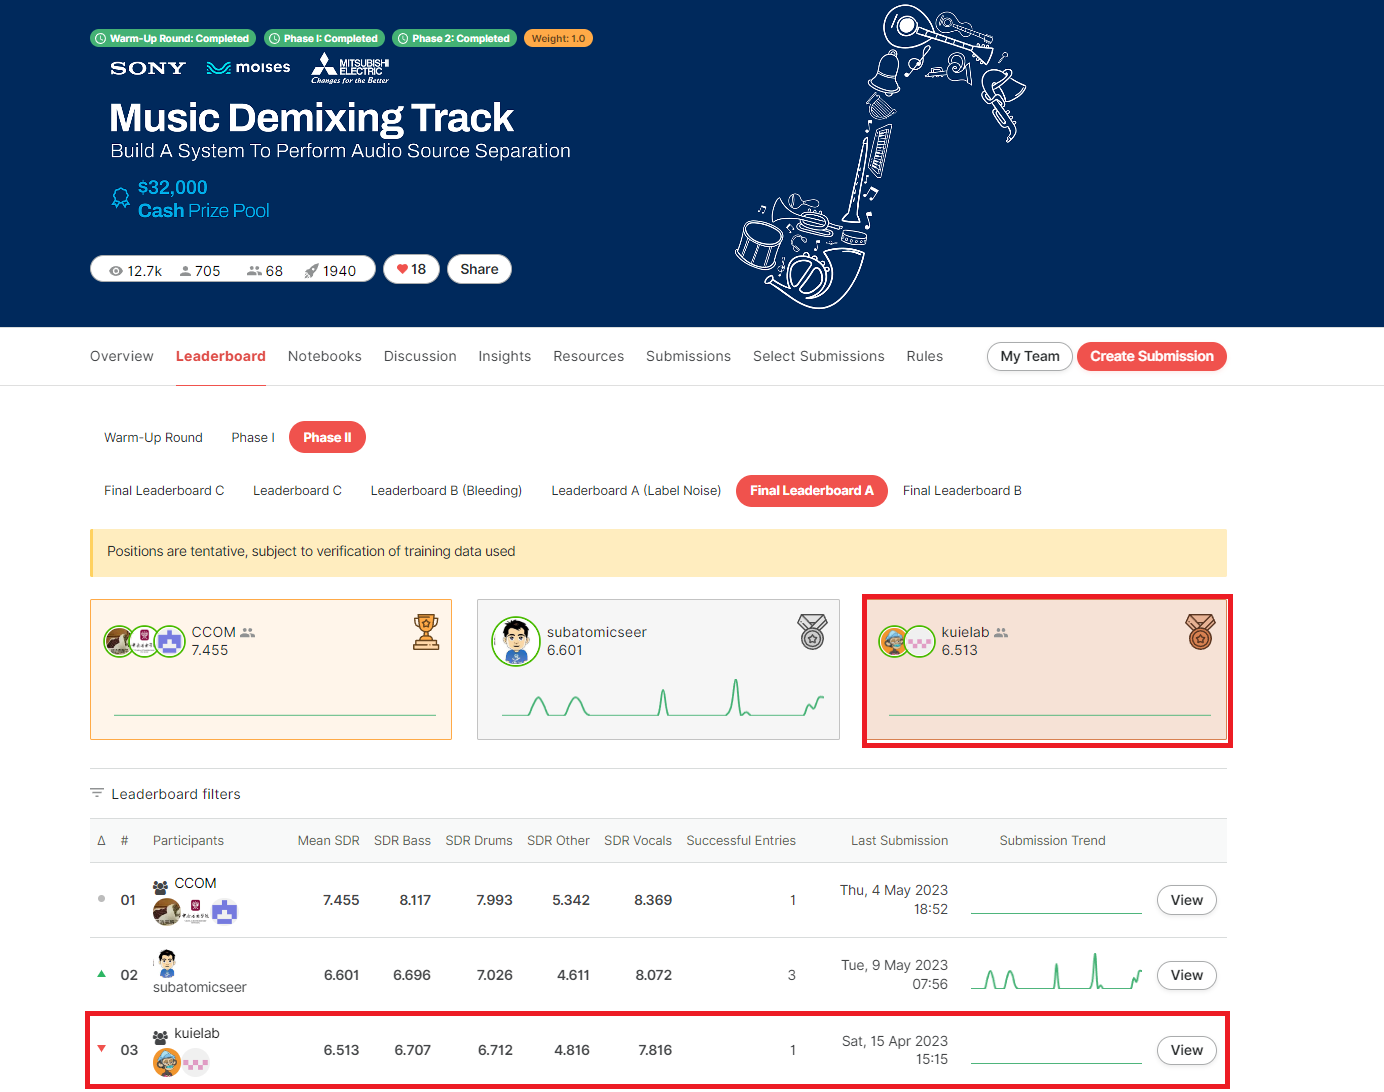 Warm-Up Round: Completed Phase I: Completed Phase 2: Completed Weight: 1.0
SONY moises MITSUBISHI ELECTRIC
Changes for the Better
Music Demixing Track
Build A System To Perform Audio Source Separation
$32,000
Cash Prize Pool
12.7k 705 68 1940 18 Share
Overview Leaderboard Notebooks Discussion Insights Resources Submissions Select Submissions Rules My Team Create Submission
Warm-Up Round Phase I Phase II
Final Leaderboard C Leaderboard C Leaderboard B (Bleeding) Leaderboard A (Label Noise) Final Leaderboard A Final Leaderboard B
Positions are tentative, subject to verification of training data used
CCOM
7.455
subatomicseer
6.601
kuielab
6.513
Leaderboard filters
Δ # Participants Mean SDR SDR Bass SDR Drums SDR Other SDR Vocals Successful Entries Last Submission Submission Trend
CCOM
01 7.455 8.117 7.993 5.342 8.369 1 Thu, 4 May 2023 18:52 View
02 6.601 6.696 7.026 4.611 8.072 3 Tue, 9 May 2023 07:56 View
subatomicseer
kuielab
03 6.513 6.707 6.712 4.816 7.816 1 Sat, 15 Apr 2023 15:15 View